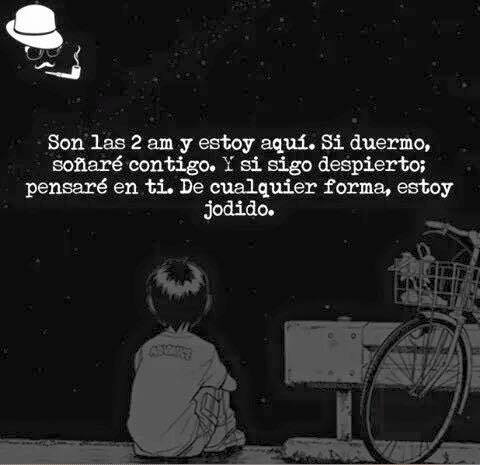 Son las 2 am y estoy aquí. Si duermo,
soñaré contigo. Y si sigo despierto;
pensaré en ti. De cualquier forma, estoy
jodido.